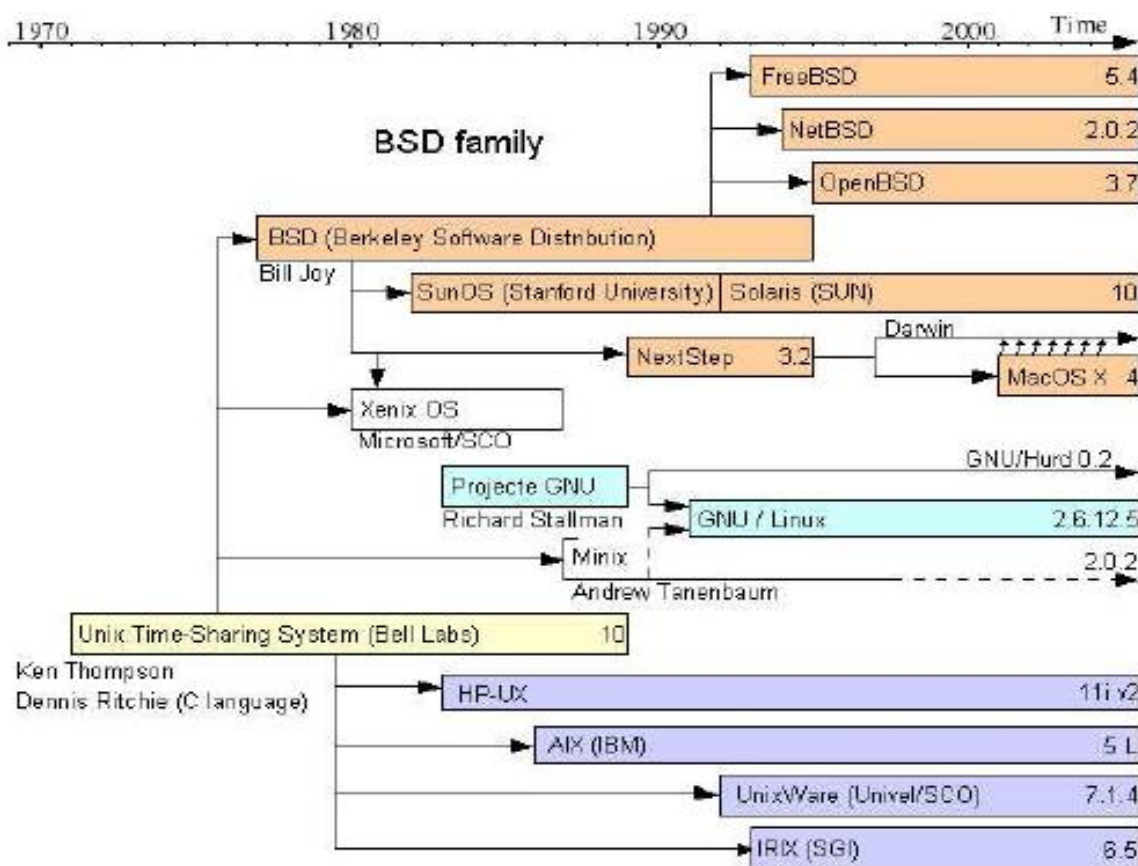 1970 1980 1990 2000 Time
FreeBSD 5.4
NetBSD 2.0.2
BSD family
OpenBSD 3.7
BSD (Berkeley Software Distribution)
Bill Joy
SunOS (Stanford University) Solaris (SUN) 10
Darwin
NextStep 3.2
MacOS X 4
Xenix OS
Microsoft/SCO
GNU/Hurd 0.2
Projecte GNU
Richard Stallman
GNU / Linux 2.6.12.5
Minix 2.0.2
Andrew Tanenbaum
Unix Time-Sharing System (Bell Labs) 10
Ken Thompson
Dennis Ritchie (C language)
HP-UX 11i v2
AIX (IBM) 5 L
UnixWare (Univel/SCO) 7.1.4
IRIX (SGI) 6.5